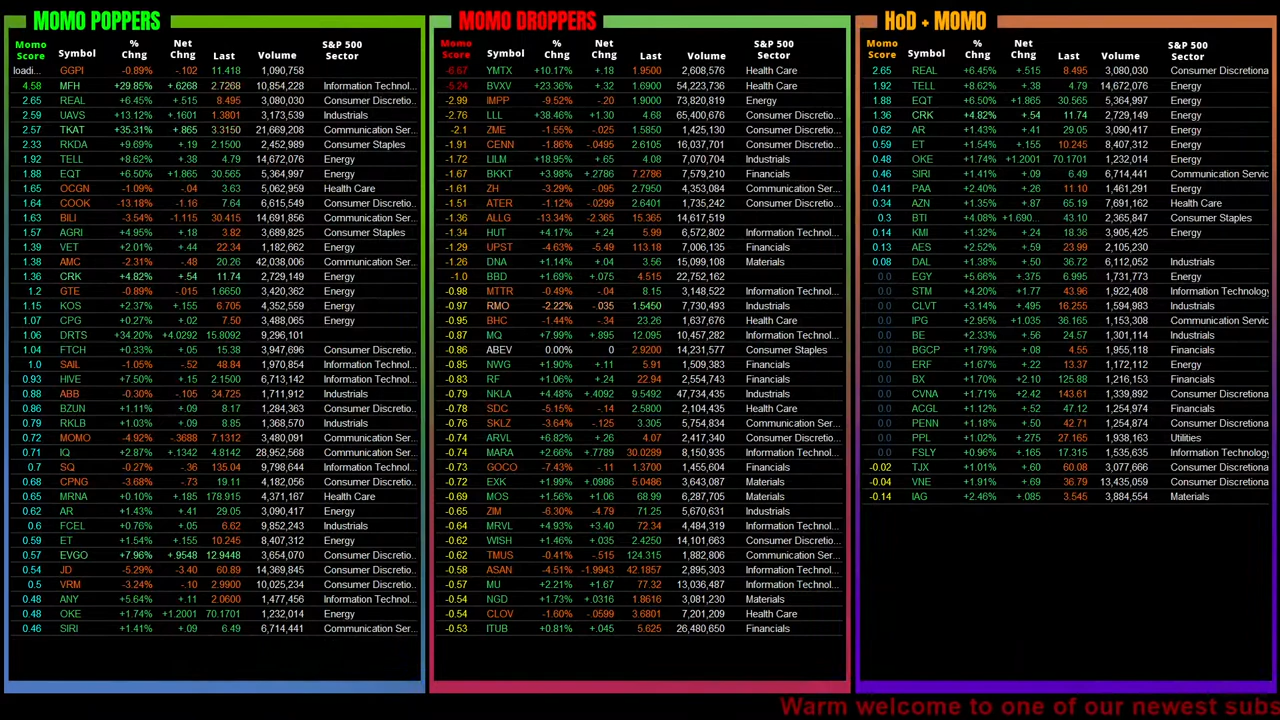 MOMO POPPERS
Momo Score Symbol % Chng Net Chng Last Volume S&P 500 Sector
loadi... GGPI -0.89% -.102 11.418 1,090,758
4.58 MFH +29.85% +.6268 2.7268 10,854,228 Information Technol...
2.65 REAL +6.45% +.515 8.495 3,080,030 Consumer Discretio...
2.59 UAVS +13.12% +.1601 1.3801 3,173,539 Industrials
2.57 TKAT +35.31% +.865 3.3150 21,669,208 Communication Ser...
2.33 RKDA +9.69% +.19 2.1500 2,452,989 Consumer Staples
1.92 TELL +8.62% +.38 4.79 14,672,076 Energy
1.88 EQT +6.50% +1.865 30.565 5,364,997 Energy
1.65 OCGN -1.09% -.04 3.63 5,062,959 Health Care
1.64 COOK -13.18% -1.16 7.64 6,615,549 Consumer Discretio...
1.63 BILI -3.54% -1.115 30.415 14,691,856 Communication Ser...
1.57 AGRI +4.95% +.18 3.82 3,689,825 Consumer Staples
1.39 VET +2.01% +.44 22.34 1,182,662 Energy
1.38 AMC -2.31% -.48 20.26 42,038,006 Communication Ser...
1.36 CRK +4.82% +.54 11.74 2,729,149 Energy
1.2 GTE -0.89% -.015 1.6650 3,420,362 Energy
1.15 KOS +2.37% +.155 6.705 4,352,559 Energy
1.07 CPG +0.27% +.02 7.50 3,488,065 Energy
1.06 DRTS +34.20% +4.0292 15.8092 9,296,101
1.04 FTCH +0.33% +.05 15.38 3,947,696 Consumer Discretio...
1.0 SAIL -1.05% -.52 48.84 1,970,854 Information Technol...
0.93 HIVE +7.50% +.15 2.1500 6,713,142 Information Technol...
0.88 ABB -0.30% -.105 34.725 1,711,912 Industrials
0.86 BZUN +1.11% +.09 8.17 1,284,363 Consumer Discretio...
0.79 RKLB +1.03% +.09 8.85 1,368,570 Industrials
0.72 MOMO -4.92% -.3688 7.1312 3,480,091 Communication Ser...
0.71 IQ +2.87% +.1342 4.8142 28,952,568 Communication Ser...
0.7 SQ -0.27% -.36 135.04 9,798,644 Information Technol...
0.68 CPNG -3.68% -.73 19.11 4,182,056 Consumer Discretio...
0.65 MRNA +0.10% +.185 178.915 4,371,167 Health Care
0.62 AR +1.43% +.41 29.05 3,090,417 Energy
0.6 FCEL +0.76% +.05 6.62 9,852,243 Industrials
0.59 ET +1.54% +.155 10.245 8,407,312 Energy
0.57 EVGO +7.96% +.9548 12.9448 3,654,070 Consumer Discretio...
0.54 JD -5.29% -3.40 60.89 14,369,845 Consumer Discretio...
0.5 VRM -3.24% -.10 2.9900 10,025,234 Consumer Discretio...
0.48 ANY +5.64% +.11 2.0600 1,477,456 Information Technol...
0.48 OKE +1.74% +1.2001 70.1701 1,232,014 Energy
0.46 SIRI +1.41% +.09 6.49 6,714,441 Communication Ser...
MOMO DROPPERS
Momo Score Symbol % Chng Net Chng Last Volume S&P 500 Sector
-6.67 YMTX +10.17% +.18 1.9500 2,608,576 Health Care
-5.24 BVXV +23.36% +.32 1.6900 54,223,736 Health Care
-2.99 IMPP -9.52% -.20 1.9000 73,820,819 Energy
-2.76 LLL +38.46% +1.30 4.68 65,400,676 Consumer Discretio...
-2.1 ZME -1.55% -.025 1.5850 1,425,130 Communication Ser...
-1.91 CENN -1.86% -.0495 2.6105 16,037,701 Consumer Discretio...
-1.72 LILM +18.95% +.65 4.08 7,070,704 Industrials
-1.67 BKKT +3.98% +.2786 7.2786 7,579,210 Financials
-1.61 ZH -3.29% -.095 2.7950 4,353,084 Communication Ser...
-1.51 ATER -1.12% -.0299 2.6401 1,735,242 Consumer Discretio...
-1.36 ALLG -13.34% -2.365 15.365 14,617,519
-1.34 HUT +4.17% +.24 5.99 6,572,802 Information Technol...
-1.29 UPST -4.63% -5.49 113.18 7,006,135 Financials
-1.26 DNA +1.14% +.04 3.56 15,099,108 Materials
-1.0 BBD +1.69% +.075 4.515 22,752,162
-0.98 MTTR -0.49% -.04 8.15 3,148,522 Information Technol...
-0.97 RMO -2.22% -.035 1.5450 7,730,493 Industrials
-0.95 BHC -1.44% -.34 23.26 1,637,676 Health Care
-0.87 MQ +7.99% +.895 12.095 10,457,282 Information Technol...
-0.86 ABEV 0.00% 0 2.9200 14,231,577 Consumer Staples
-0.85 NWG +1.90% +.11 5.91 1,509,383 Financials
-0.83 RF +1.06% +.24 22.94 2,554,743 Financials
-0.79 NKLA +4.48% +.4092 9.5492 47,734,435 Industrials
-0.78 SDC -5.15% -.14 2.5800 2,104,435 Health Care
-0.76 SKLZ -3.64% -.125 3.305 5,754,834 Communication Ser...
-0.74 ARVL +6.82% +.26 4.07 2,417,340 Consumer Discretio...
-0.74 MARA +2.66% +.7789 30.0289 8,150,935 Information Technol...
-0.73 GOCO -7.43% -.11 1.3700 1,455,604 Financials
-0.72 EXK +1.99% +.0986 5.0486 3,643,087 Materials
-0.69 MOS +1.56% +1.06 68.99 6,287,705 Materials
-0.65 ZIM -6.30% -4.79 71.25 5,670,631 Industrials
-0.64 MRVL +4.93% +3.40 72.34 4,484,319 Information Technol...
-0.62 WISH +1.46% +.035 2.4250 14,101,663 Consumer Discretio...
-0.62 TMUS -0.41% -.515 124.315 1,882,806 Communication Ser...
-0.58 ASAN -4.51% -1.9943 42.1857 2,895,303 Information Technol...
-0.57 MU +2.21% +1.67 77.32 13,036,487 Information Technol...
-0.54 NGD +1.73% +.0316 1.8616 3,081,230 Materials
-0.54 CLOV -1.60% -.0599 3.6801 7,201,209 Health Care
-0.53 ITUB +0.81% +.045 5.625 26,480,650 Financials
HoD + MOMO
Momo Score Symbol % Chng Net Chng Last Volume S&P 500 Sector
2.65 REAL +6.45% +.515 8.495 3,080,030 Consumer Discretiona
1.92 TELL +8.62% +.38 4.79 14,672,076 Energy
1.88 EQT +6.50% +1.865 30.565 5,364,997 Energy
1.36 CRK +4.82% +.54 11.74 2,729,149 Energy
0.62 AR +1.43% +.41 29.05 3,090,417 Energy
0.59 ET +1.54% +.155 10.245 8,407,312 Energy
0.48 OKE +1.74% +1.2001 70.1701 1,232,014 Energy
0.46 SIRI +1.41% +.09 6.49 6,714,441 Communication Servic
0.41 PAA +2.40% +.26 11.10 1,461,291 Energy
0.34 AZN +1.35% +.87 65.19 7,691,162 Health Care
0.3 BTI +4.08% +1.690... 43.10 2,365,847 Consumer Staples
0.14 KMI +1.32% +.24 18.36 3,905,425 Energy
0.13 AES +2.52% +.59 23.99 2,105,230
0.08 DAL +1.38% +.50 36.72 6,112,052 Industrials
0.0 EGY +5.66% +.375 6.995 1,731,773 Energy
0.0 STM +4.20% +1.77 43.96 1,922,408 Information Technology
0.0 CLVT +3.14% +.495 16.255 1,594,983 Industrials
0.0 IPG +2.95% +1.035 36.165 1,153,308 Communication Servic
0.0 BE +2.33% +.56 24.57 1,301,114 Industrials
0.0 BGCP +1.79% +.08 4.55 1,955,118 Financials
0.0 ERF +1.67% +.22 13.37 1,172,112 Energy
0.0 BX +1.70% +2.10 125.88 1,216,153 Financials
0.0 CVNA +1.71% +2.42 143.61 1,339,892 Consumer Discretiona
0.0 ACGL +1.12% +.52 47.12 1,254,974 Financials
0.0 PENN +1.18% +.50 42.71 1,254,874 Consumer Discretiona
0.0 PPL +1.02% +.275 27.165 1,938,163 Utilities
0.0 FSLY +0.96% +.165 17.315 1,535,635 Information Technology
-0.02 TJX +1.01% +.60 60.08 3,077,666 Consumer Discretiona
-0.04 VNE +1.91% +.69 36.79 13,435,059 Consumer Discretiona
-0.14 IAG +2.46% +.085 3.545 3,884,554 Materials
Warm welcome to one of our newest subs